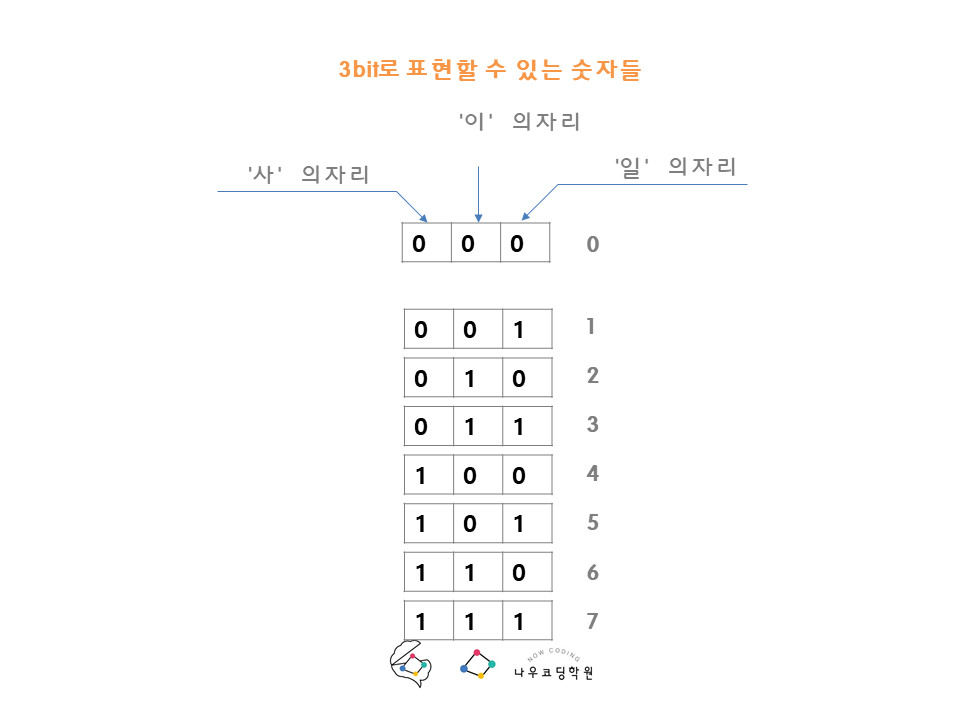 3bit로 표현할 수 있는 숫자들
'이' 의자리
'사' 의자리
'일' 의자리
0 0 0 0
0 0 1 1
0 1 0 2
0 1 1 3
1 0 0 4
1 0 1 5
1 1 0 6
1 1 1 7
NOW CODING
나우코딩학원